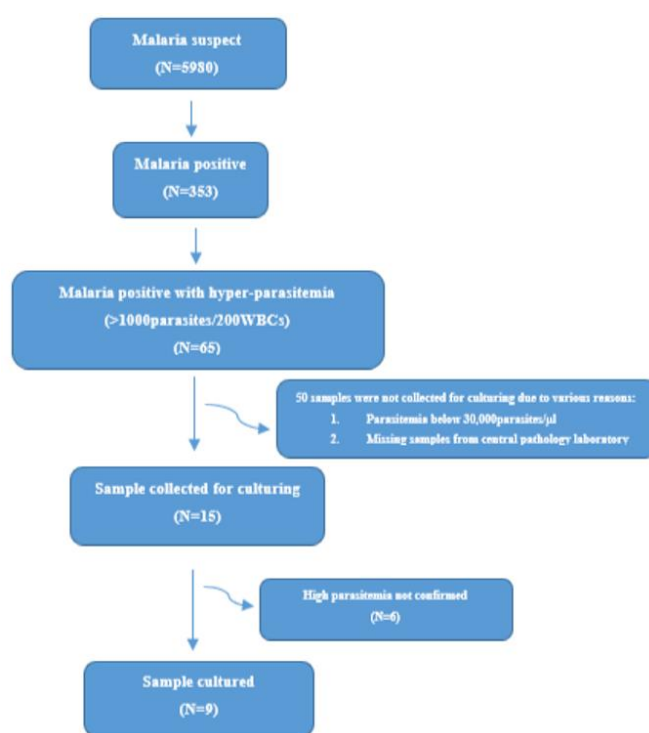 Malaria suspect
(N=5980)
Malaria positive
(N=353)
Malaria positive with hyper-parasitemia
(>1000parasites/200WBCs)
(N=65)
50 samples were not collected for culturing due to various reasons:
1. Parasitemia below 30,000parasites/µl
2. Missing samples from central pathology laboratory
Sample collected for culturing
(N=15)
High parasitemia not confirmed
(N=6)
Sample cultured
(N=9)